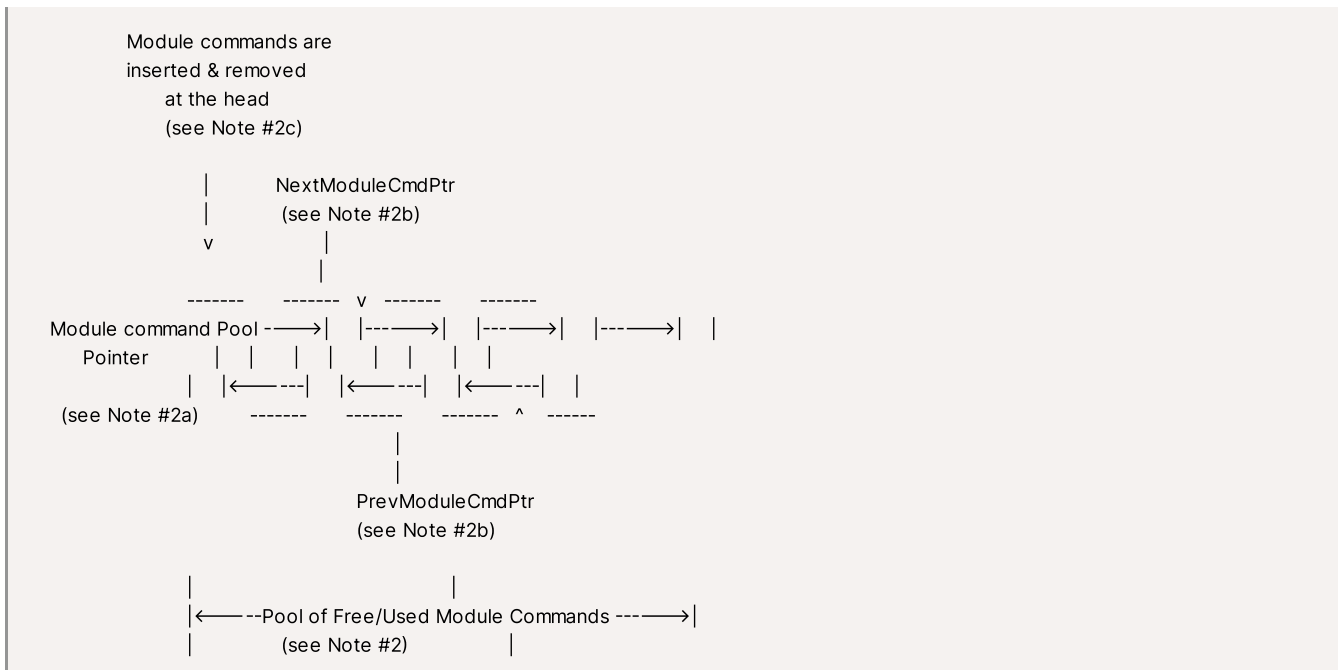 Module commands are
inserted & removed
at the head
(see Note #2c)
| NextModuleCmdPtr
| (see Note #2b)
v |
|
------- ------- v ------- -------
Module command Pool ---->| |---->| |---->| |---->| |
Pointer | | | | | | | |
| |<----| |<----| |<----| |
(see Note #2a) ------- ------- ------- ^ ------
|
|
PrevModuleCmdPtr
(see Note #2b)
| |
|<----Pool of Free/Used Module Commands ---->|
| (see Note #2) |